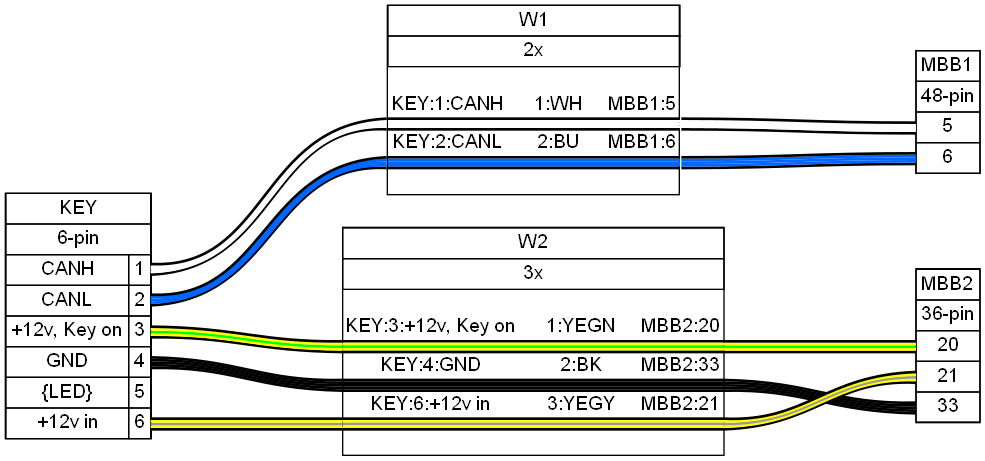 W1
2x
KEY:1:CANH 1:WH MBB1:5
KEY:2:CANL 2:BU MBB1:6
MBB1
48-pin
5
6
KEY
6-pin
CANH 1
CANL 2
+12v, Key on 3
GND 4
{LED} 5
+12v in 6
W2
3x
KEY:3:+12v, Key on 1:YEGN MBB2:20
KEY:4:GND 2:BK MBB2:33
KEY:6:+12v in 3:YEGY MBB2:21
MBB2
36-pin
20
21
33